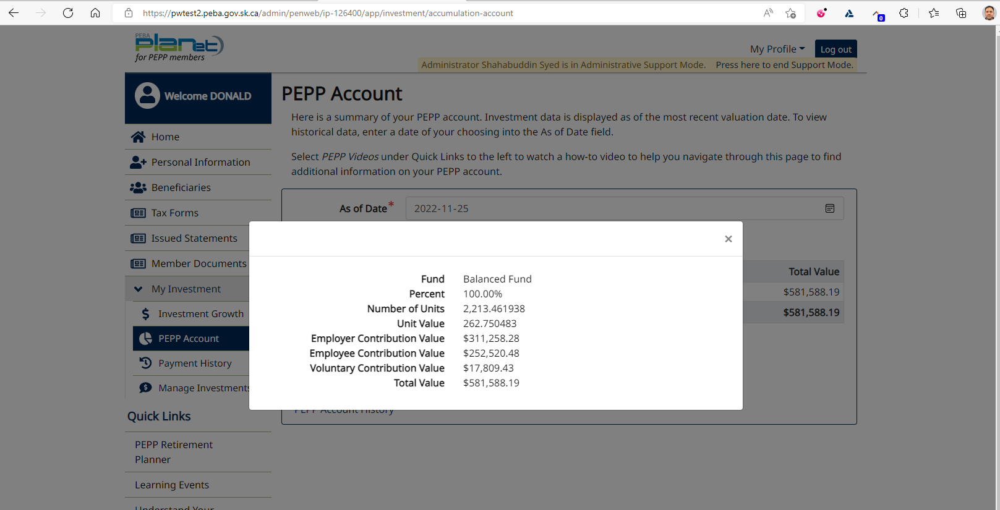 https://pwtest2.peba.gov.sk.ca/admin/penweb/ip-126400/app/investment/accumulation-account
0
PEBA
planet
for PEPP members
My Profile
Log out
Administrator Shahabuddin Syed is in Administrative Support Mode. Press here to end Support Mode.
Welcome DONALD
Home
Personal Information
Beneficiaries
Tax Forms
Issued Statements
Member Documents
My Investment
Investment Growth
PEPP Account
Payment History
Manage Investments
Quick Links
PEPP Retirement
Planner
Learning Events
Understand Your
PEPP Account
Here is a summary of your PEPP account. Investment data is displayed as of the most recent valuation date. To view
historical data, enter a date of your choosing into the As of Date field.
Select PEPP Videos under Quick Links to the left to watch a how-to video to help you navigate through this page to find
additional information on your PEPP account.
As of Date* 2022-11-25
Total Value
$581,588.19
$581,588.19
×
Fund Balanced Fund
Percent 100.00%
Number of Units 2,213.461938
Unit Value 262.750483
Employer Contribution Value $311,258.28
Employee Contribution Value $252,520.48
Voluntary Contribution Value $17,809.43
Total Value $581,588.19
PEPP Account History